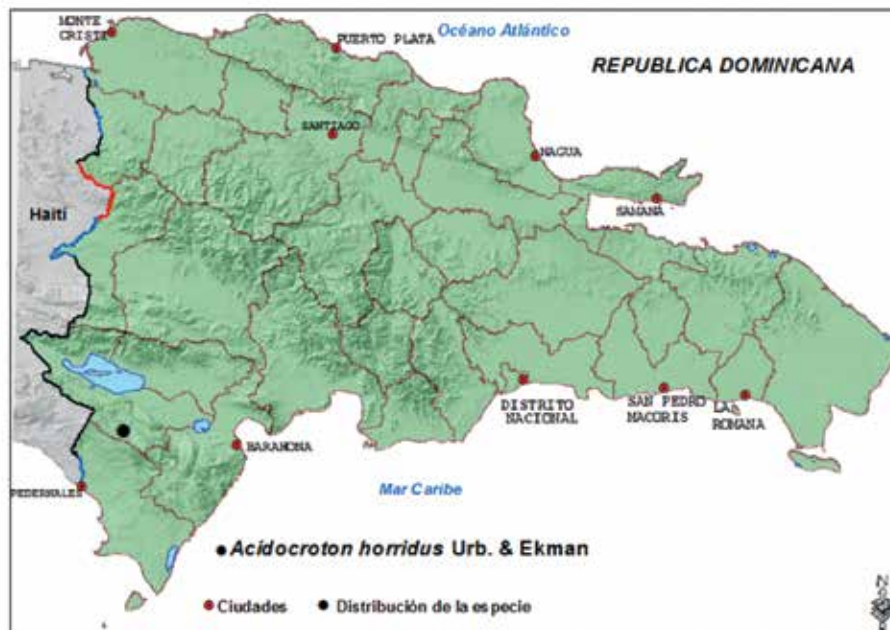 MONTE
CRISTI
PUERTO PLATA
Océano Atlántico
REPUBLICA DOMINICANA
SANTIAGO
NAGUA
SAMANÁ
Haití
DISTRITO
NACIONAL
SAN PEDRO
MACORIS
LA
ROMANA
BARAHONA
PEDERNALES
Mar Caribe
Acidocroton horridus Urb. & Ekman
Ciudades
Distribución de la especie
N